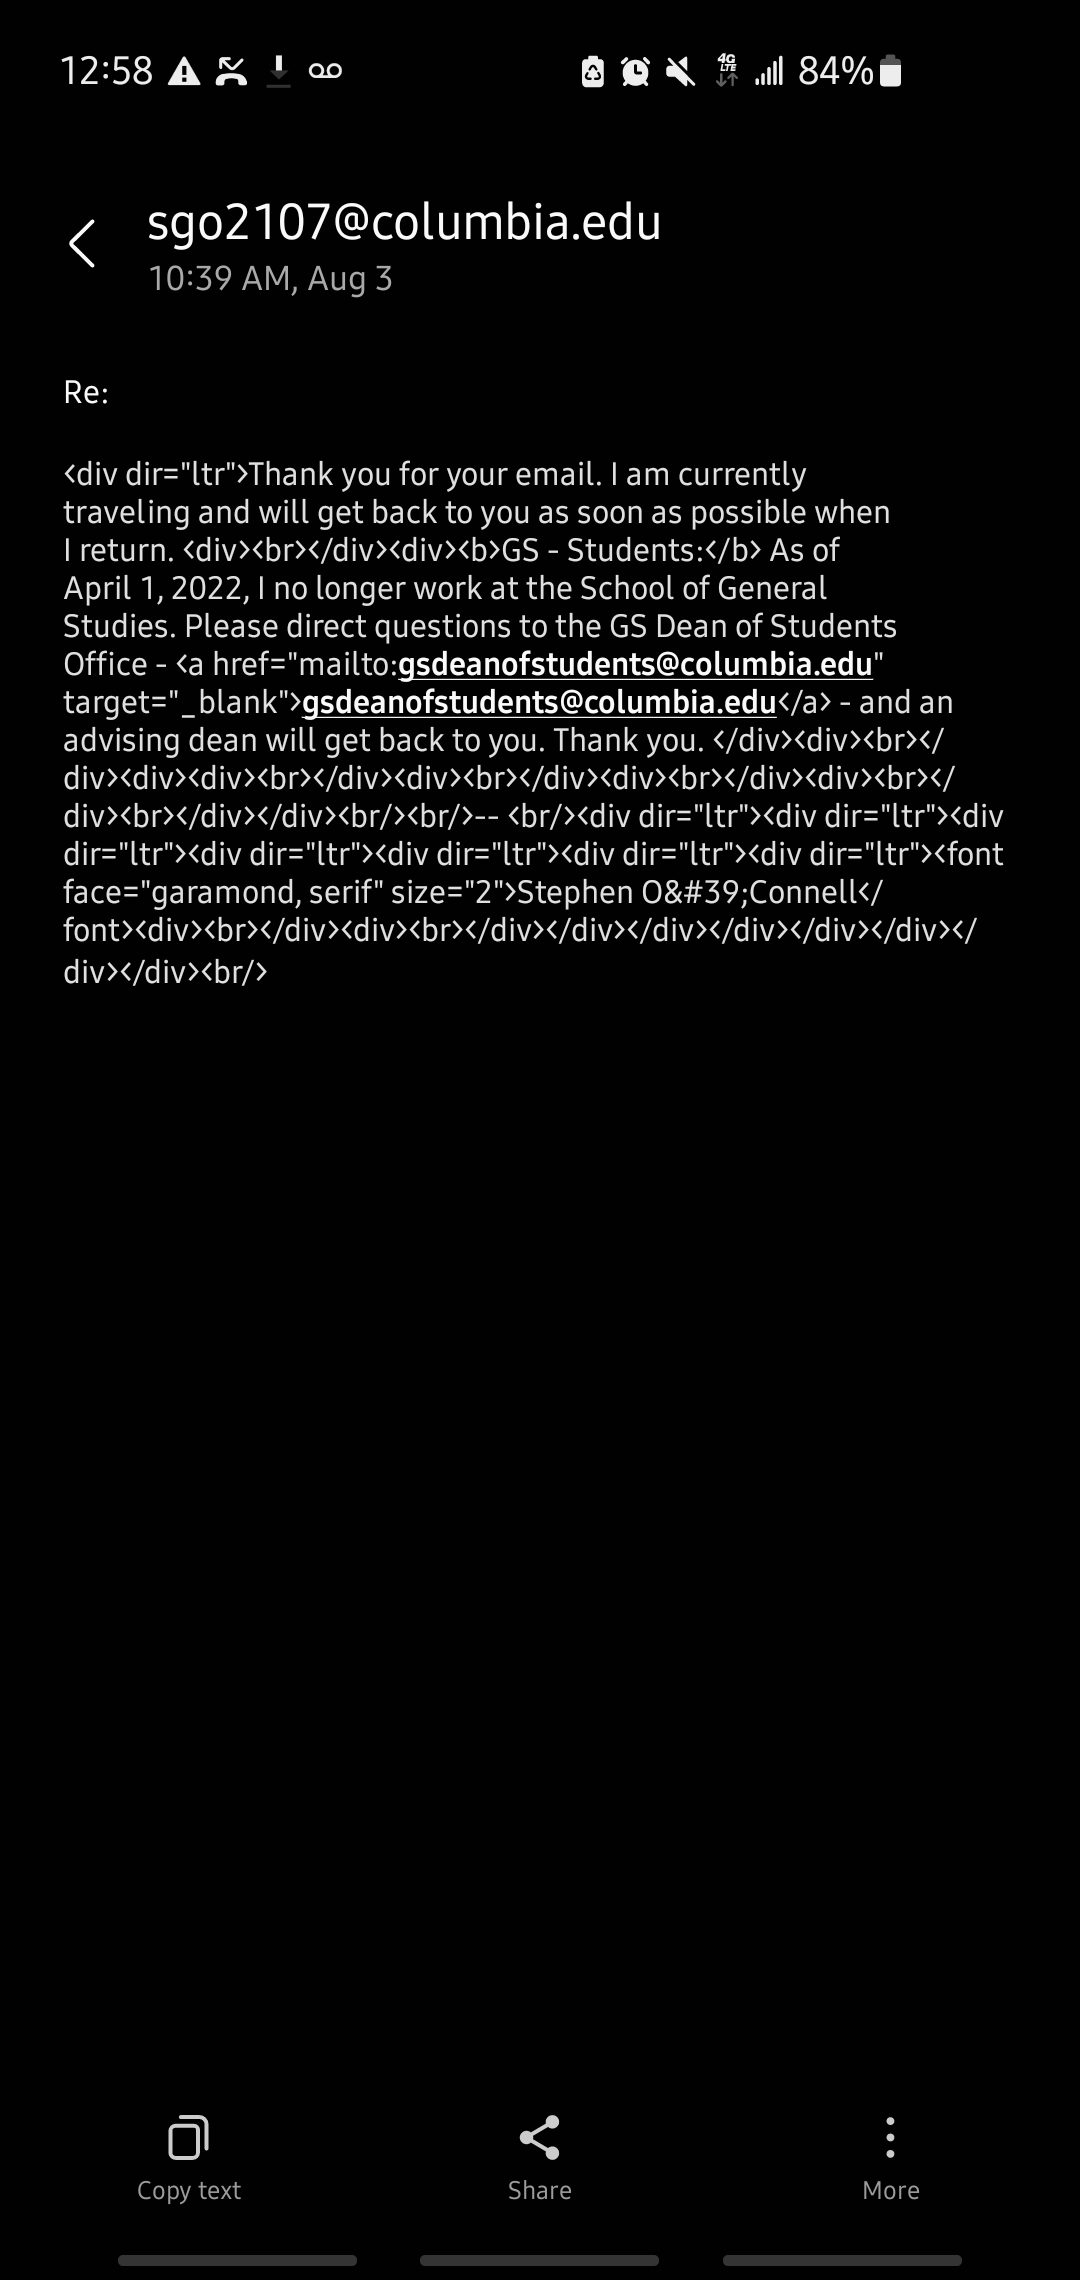 12:58 84%
4G LTE
sgo2107@columbia.edu
10:39 AM, Aug 3
Re:
<div dir="ltr">Thank you for your email. I am currently
traveling and will get back to you as soon as possible when
I return. <div><br></div><div><b>GS - Students:</b> As of
April 1, 2022, I no longer work at the School of General
Studies. Please direct questions to the GS Dean of Students
Office - <a href="mailto:gsdeanofstudents@columbia.edu"
target="_blank">gsdeanofstudents@columbia.edu</a> - and an
advising dean will get back to you. Thank you. </div><div><br></
div><div><div><br></div><div><br></div><div><br></div><div><br></
div><br></div></div><br/><br/>-- <br/><div dir="ltr"><div dir="ltr"><div
dir="ltr"><div dir="ltr"><div dir="ltr"><div dir="ltr"><div dir="ltr"><font
face="garamond, serif" size="2">Stephen O&#39;Connell</
font><div><br></div><div><br></div></div></div></div></div></div></
div></div><br/>
Copy text
Share
More